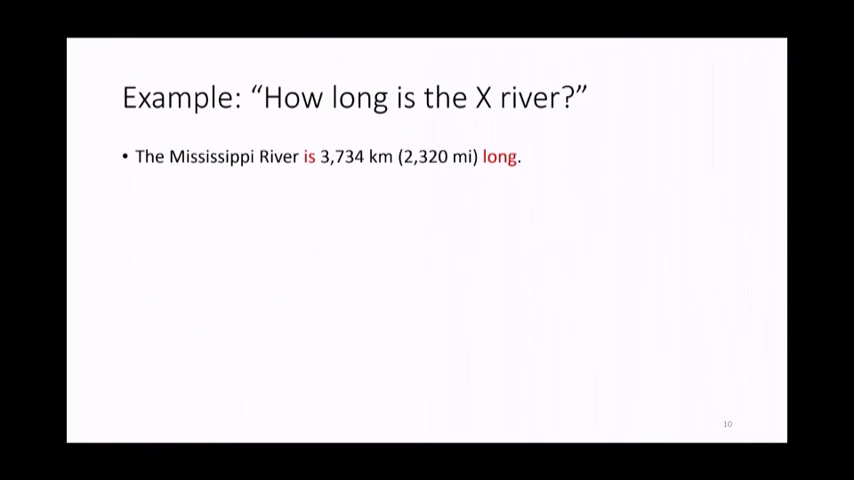 Example: “How long is the X river?”
• The Mississippi River is 3,734 km (2,320 mi) long.
10